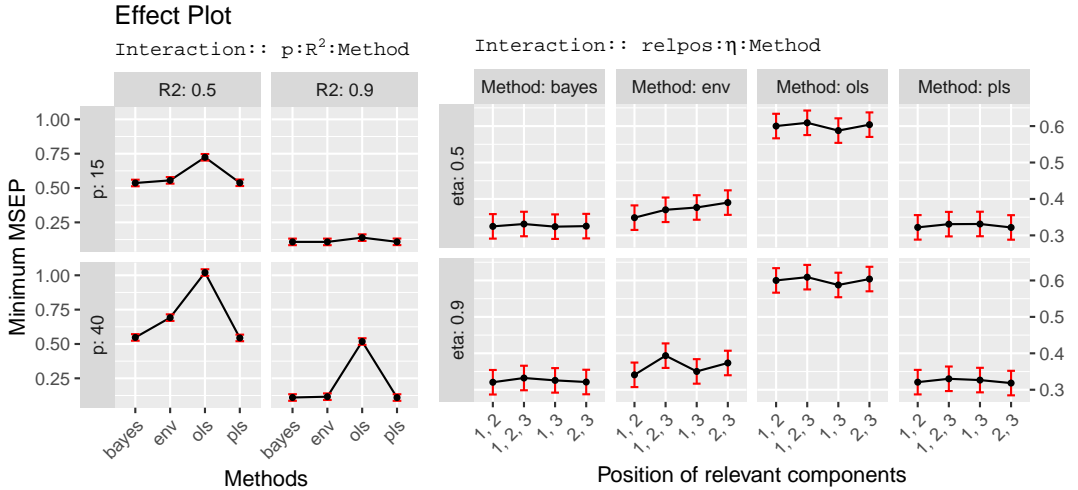 Effect Plot
Interaction:: p:R²:Method
R2: 0.5 R2: 0.9
Minimum MSEP
1.00
0.75
0.50
0.25
p: 15
1.00
0.75
0.50
0.25
p: 40
bayes env ols pls bayes env ols pls
Methods
Interaction:: relpos:η:Method
Method: bayes Method: env Method: ols Method: pls
eta: 0.5
0.6
0.5
0.4
0.3
eta: 0.9
0.6
0.5
0.4
0.3
1, 2 1, 2, 3 1, 3 2, 3 1, 2 1, 2, 3 1, 3 2, 3 1, 2 1, 2, 3 1, 3 2, 3 1, 2 1, 2, 3 1, 3 2, 3
Position of relevant components